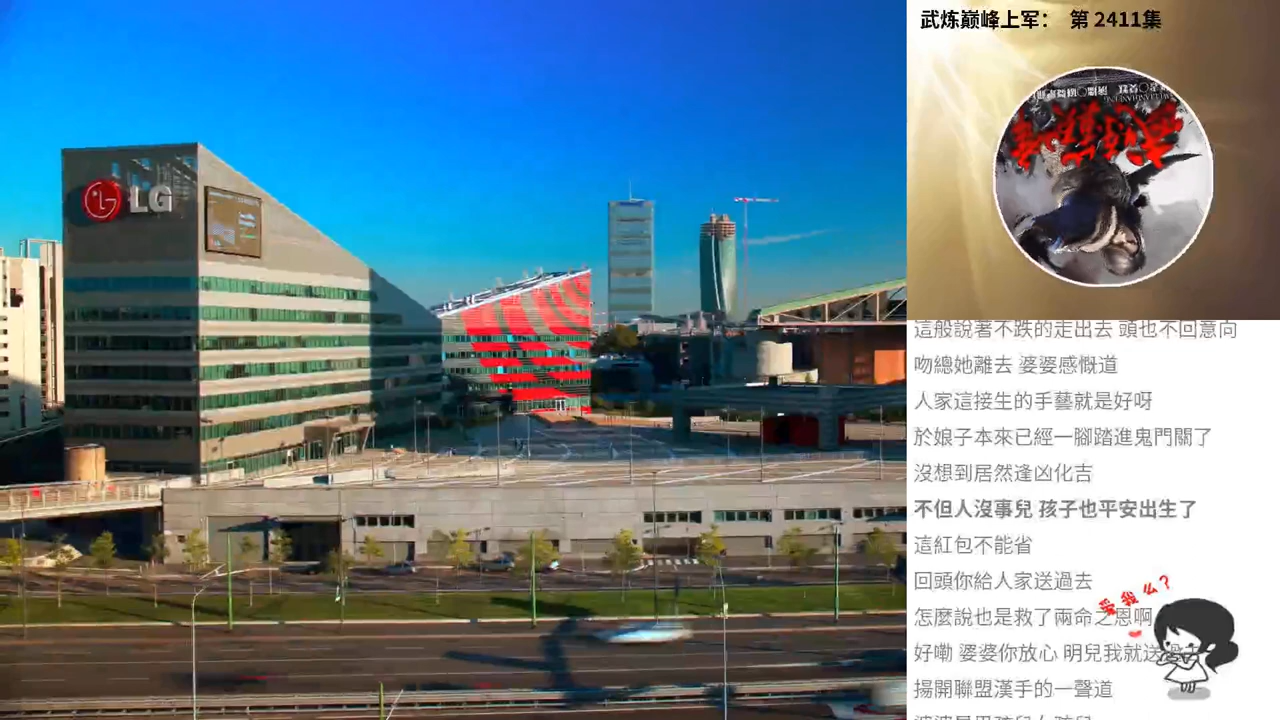 LG
武炼巅峰上军： 第 2411集
這般說著不跌的走出去 頭也不回意向
吻總她離去 婆婆感慨道
人家這接生的手藝就是好呀
於娘子本來已經一腳踏進鬼門關了
沒想到居然逢凶化吉
不但人沒事兒 孩子也平安出生了
這紅包不能省
回頭你給人家送過去
爱我么?
怎麼說也是救了兩命之恩啊
好嘞 婆婆你放心 明兒我就送
揚開聯盟漢手的一聲道